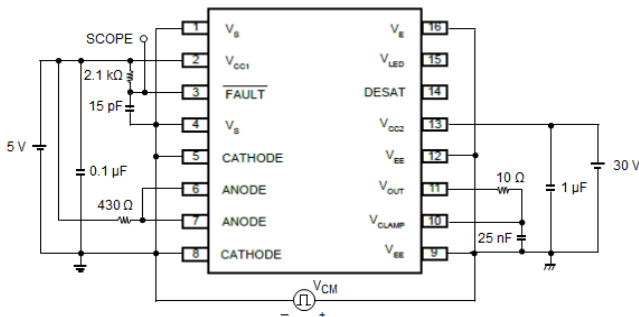 SCOPE
5 V
2.1 kΩ
15 pF
0.1 µF
430 Ω
1 VS
2 VCC1
3 FAULT
4 VS
5 CATHODE
6 ANODE
7 ANODE
8 CATHODE
VE 16
VLED 15
DESAT 14
VCC2 13
VEE 12
VOUT 11
VCLAMP 10
VEE 9
10 Ω
25 nF
1 µF
30 V
VCM
− +